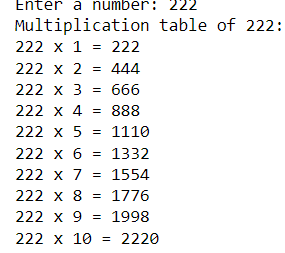 Enter a number: 222
Multiplication table of 222:
222 x 1 = 222
222 x 2 = 444
222 x 3 = 666
222 x 4 = 888
222 x 5 = 1110
222 x 6 = 1332
222 x 7 = 1554
222 x 8 = 1776
222 x 9 = 1998
222 x 10 = 2220